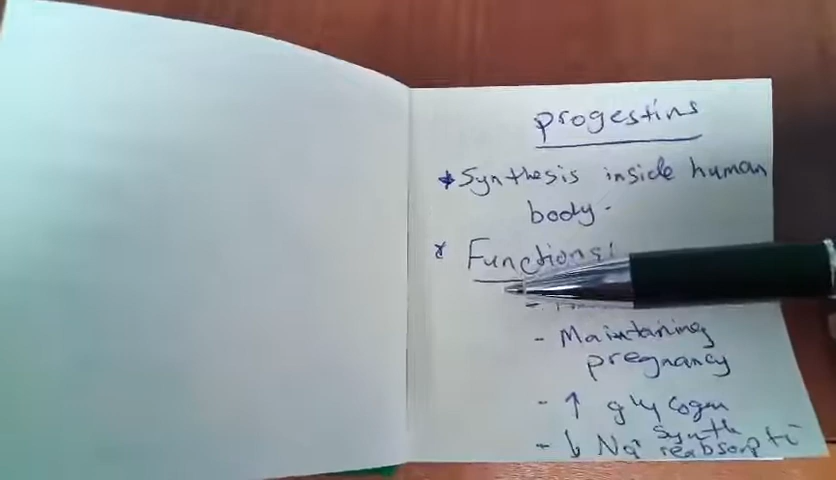 progestins
* Synthesis inside human
body.
* Functions:
-
- Maintaining
pregnancy
- ↑ glycogen
synth
- ↓ Na⁺ reabsorpti